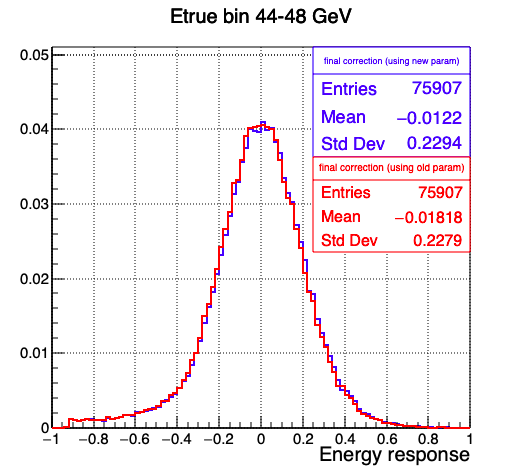 Etrue bin 44-48 GeV
final correction (using new param)
Entries 75907
Mean −0.0122
Std Dev 0.2294
final correction (using old param)
Entries 75907
Mean −0.01818
Std Dev 0.2279
0.05
0.04
0.03
0.02
0.01
0
−1 −0.8 −0.6 −0.4 −0.2 0 0.2 0.4 0.6 0.8 1
Energy response